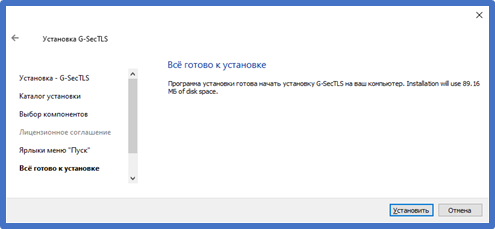 Установка G-SecTLS
Установка - G-SecTLS
Каталог установки
Выбор компонентов
Лицензионное соглашение
Ярлыки меню "Пуск"
Всё готово к установке
Всё готово к установке
Программа установки готова начать установку G-SecTLS на ваш компьютер. Installation will use 89.16
МБ of disk space.
Установить
Отмена